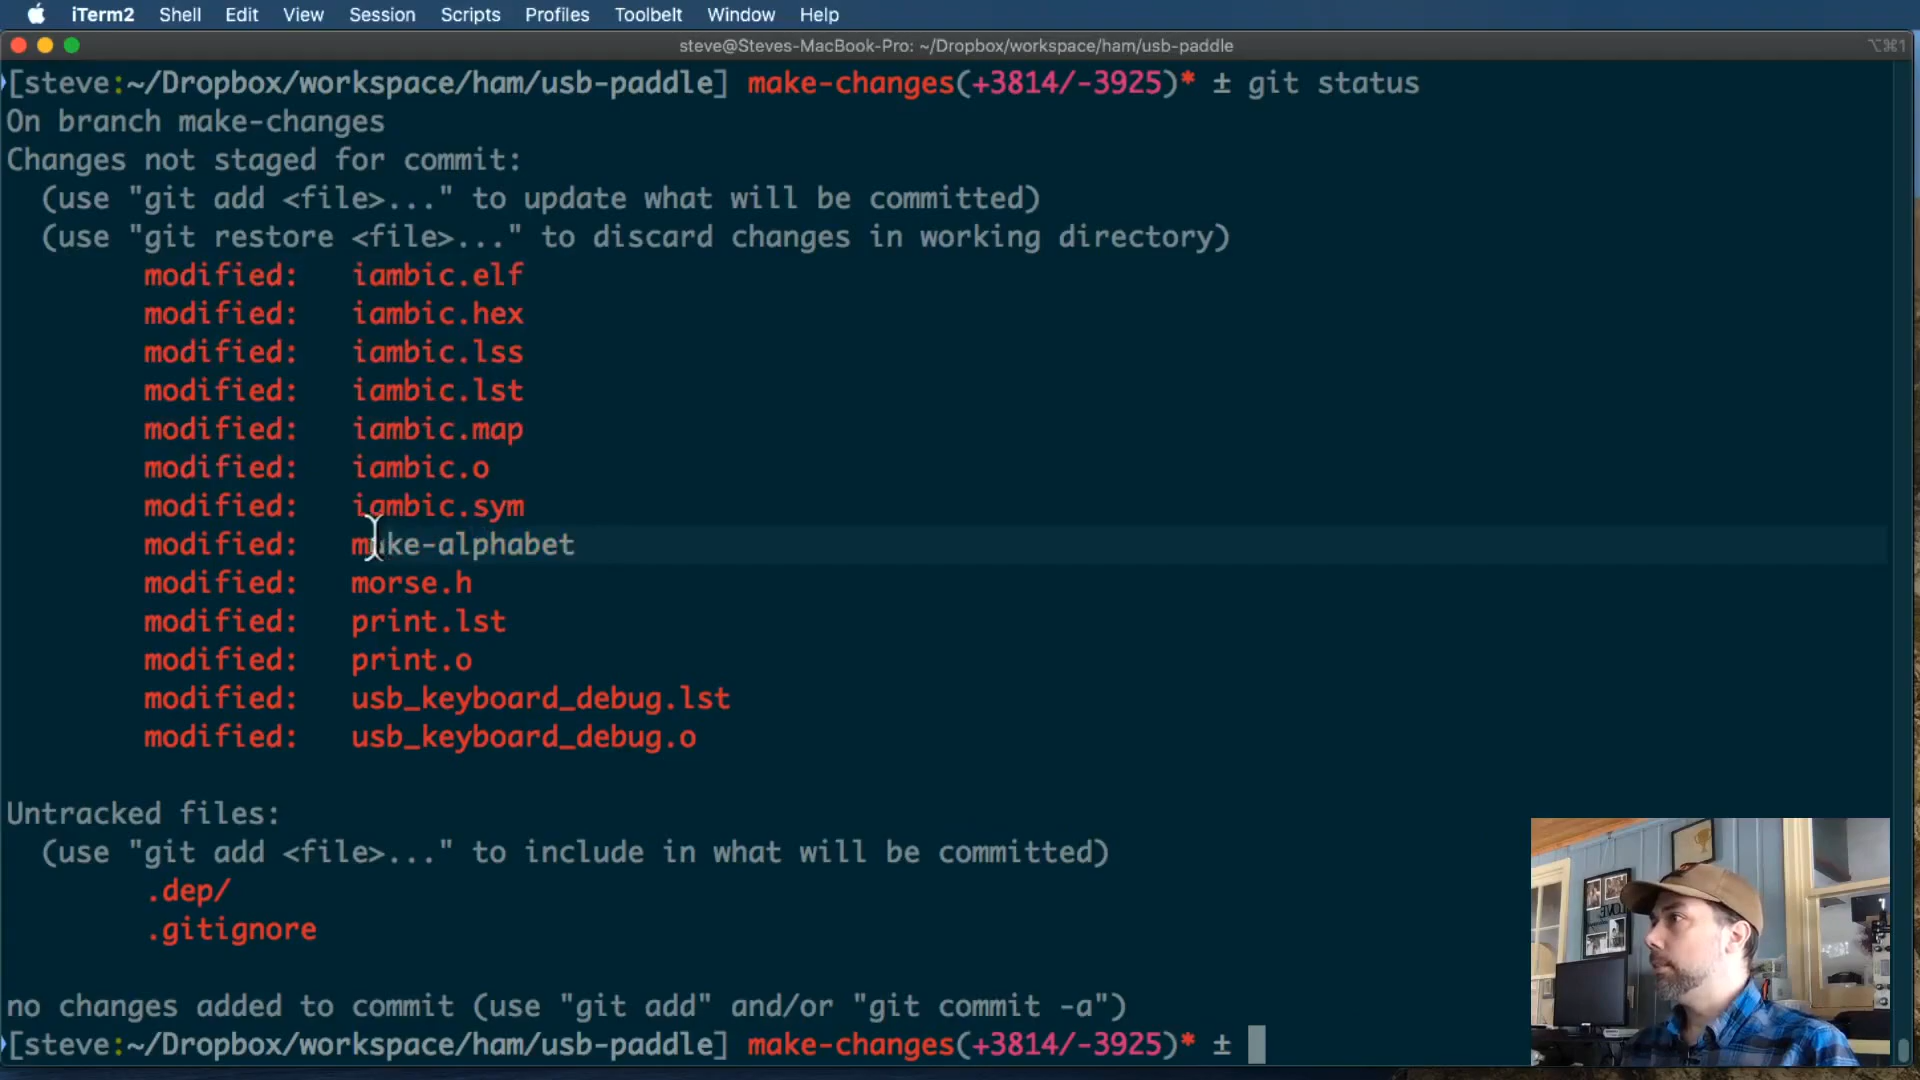 iTerm2 Shell Edit View Session Scripts Profiles Toolbelt Window Help
steve@Steves-MacBook-Pro: ~/Dropbox/workspace/ham/usb-paddle ⌥⌘1
[steve:~/Dropbox/workspace/ham/usb-paddle] make-changes(+3814/-3925)* ± git status
On branch make-changes
Changes not staged for commit:
(use "git add <file>..." to update what will be committed)
(use "git restore <file>..." to discard changes in working directory)
modified: iambic.elf
modified: iambic.hex
modified: iambic.lss
modified: iambic.lst
modified: iambic.map
modified: iambic.o
modified: iambic.sym
modified: make-alphabet
modified: morse.h
modified: print.lst
modified: print.o
modified: usb_keyboard_debug.lst
modified: usb_keyboard_debug.o
Untracked files:
(use "git add <file>..." to include in what will be committed)
.dep/
.gitignore
no changes added to commit (use "git add" and/or "git commit -a")
[steve:~/Dropbox/workspace/ham/usb-paddle] make-changes(+3814/-3925)* ±
LOVE